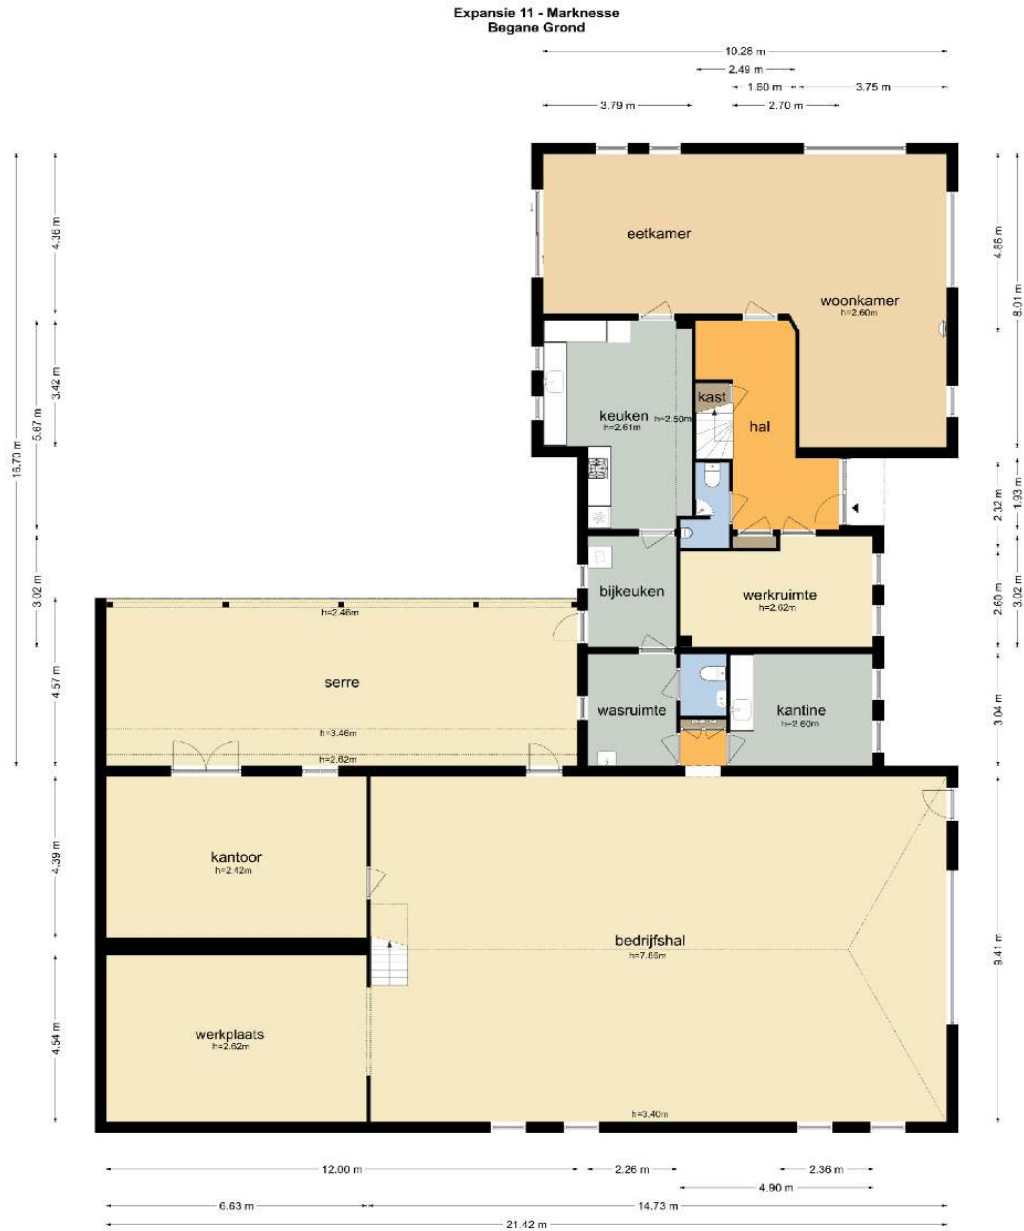 Expansie 11 - Marknesse
Begane Grond
10.28 m
2.49 m
1.60 m
3.75 m
3.79 m
2.70 m
16.70 m
4.36 m
5.67 m
3.42 m
3.02 m
4.57 m
4.39 m
4.54 m
4.86 m
8.01 m
2.32 m
1.93 m
2.60 m
3.02 m
3.04 m
9.41 m
eetkamer
woonkamer
h=2.60m
keuken
h=2.61m
h=2.50m
kast
hal
bijkeuken
werkruimte
h=2.62m
h=2.46m
serre
h=3.46m
h=2.62m
wasruimte
kantine
h=2.60m
kantoor
h=2.42m
bedrijfshal
h=7.86m
werkplaats
h=2.62m
h=3.40m
12.00 m
2.26 m
2.36 m
4.90 m
6.63 m
14.73 m
21.42 m